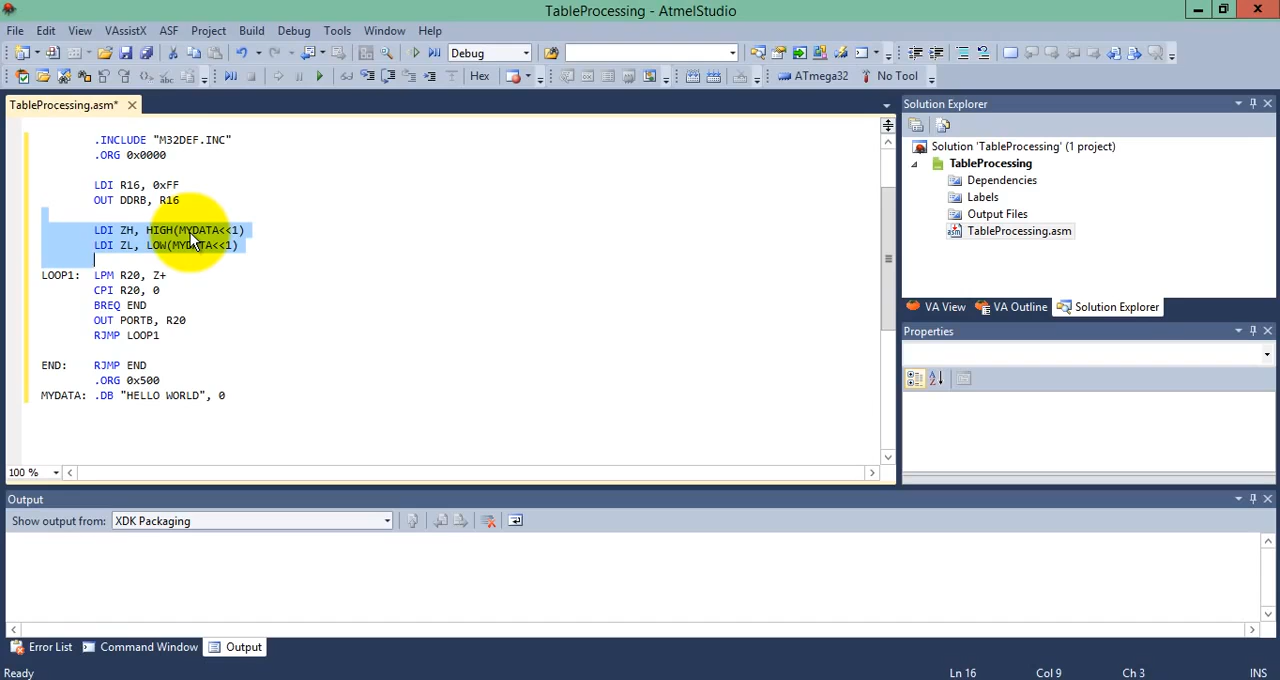 TableProcessing - AtmelStudio
File Edit View VAssistX ASF Project Build Debug Tools Window Help
Debug
Hex ATmega32 No Tool
TableProcessing.asm*
.INCLUDE "M32DEF.INC"
.ORG 0x0000
LDI R16, 0xFF
OUT DDRB, R16
LDI ZH, HIGH(MYDATA<<1)
LDI ZL, LOW(MYDATA<<1)
LOOP1: LPM R20, Z+
CPI R20, 0
BREQ END
OUT PORTB, R20
RJMP LOOP1
END: RJMP END
.ORG 0x500
MYDATA: .DB "HELLO WORLD", 0
100 %
Solution Explorer
Solution 'TableProcessing' (1 project)
TableProcessing
Dependencies
Labels
Output Files
TableProcessing.asm
VA View VA Outline Solution Explorer
Properties
Output
Show output from: XDK Packaging
Error List Command Window Output
Ready Ln 16 Col 9 Ch 3 INS